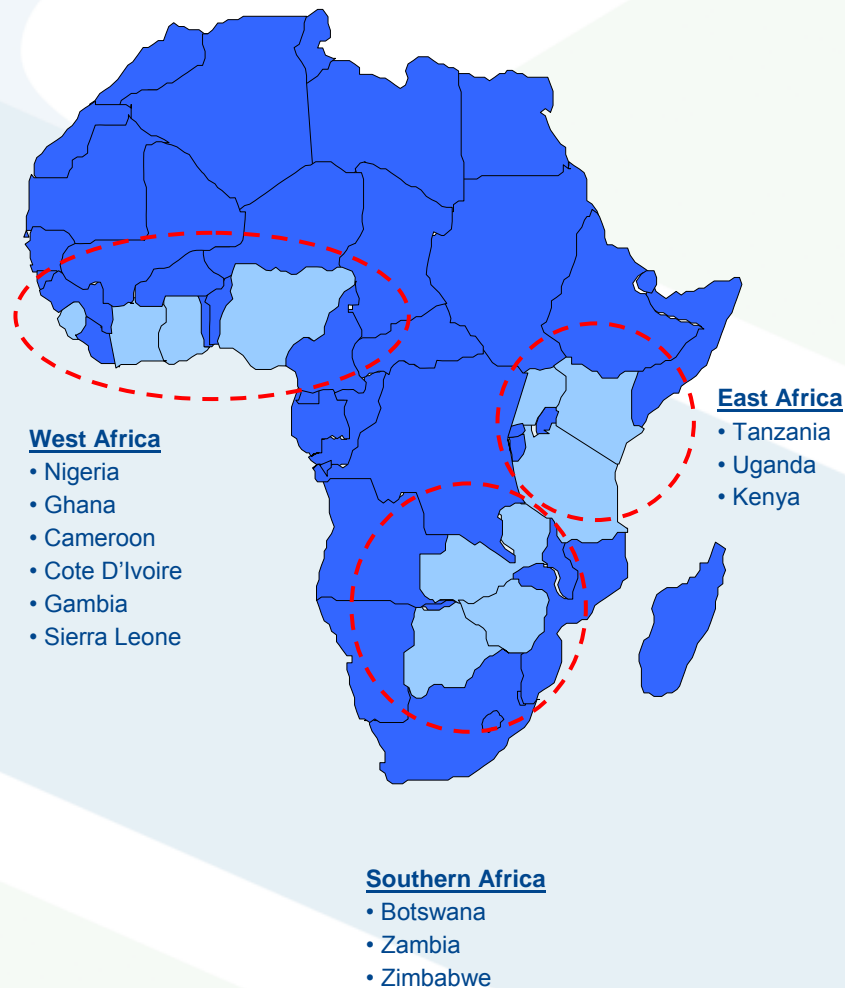 West Africa
• Nigeria
• Ghana
• Cameroon
• Cote D’Ivoire
• Gambia
• Sierra Leone
East Africa
• Tanzania
• Uganda
• Kenya
Southern Africa
• Botswana
• Zambia
• Zimbabwe